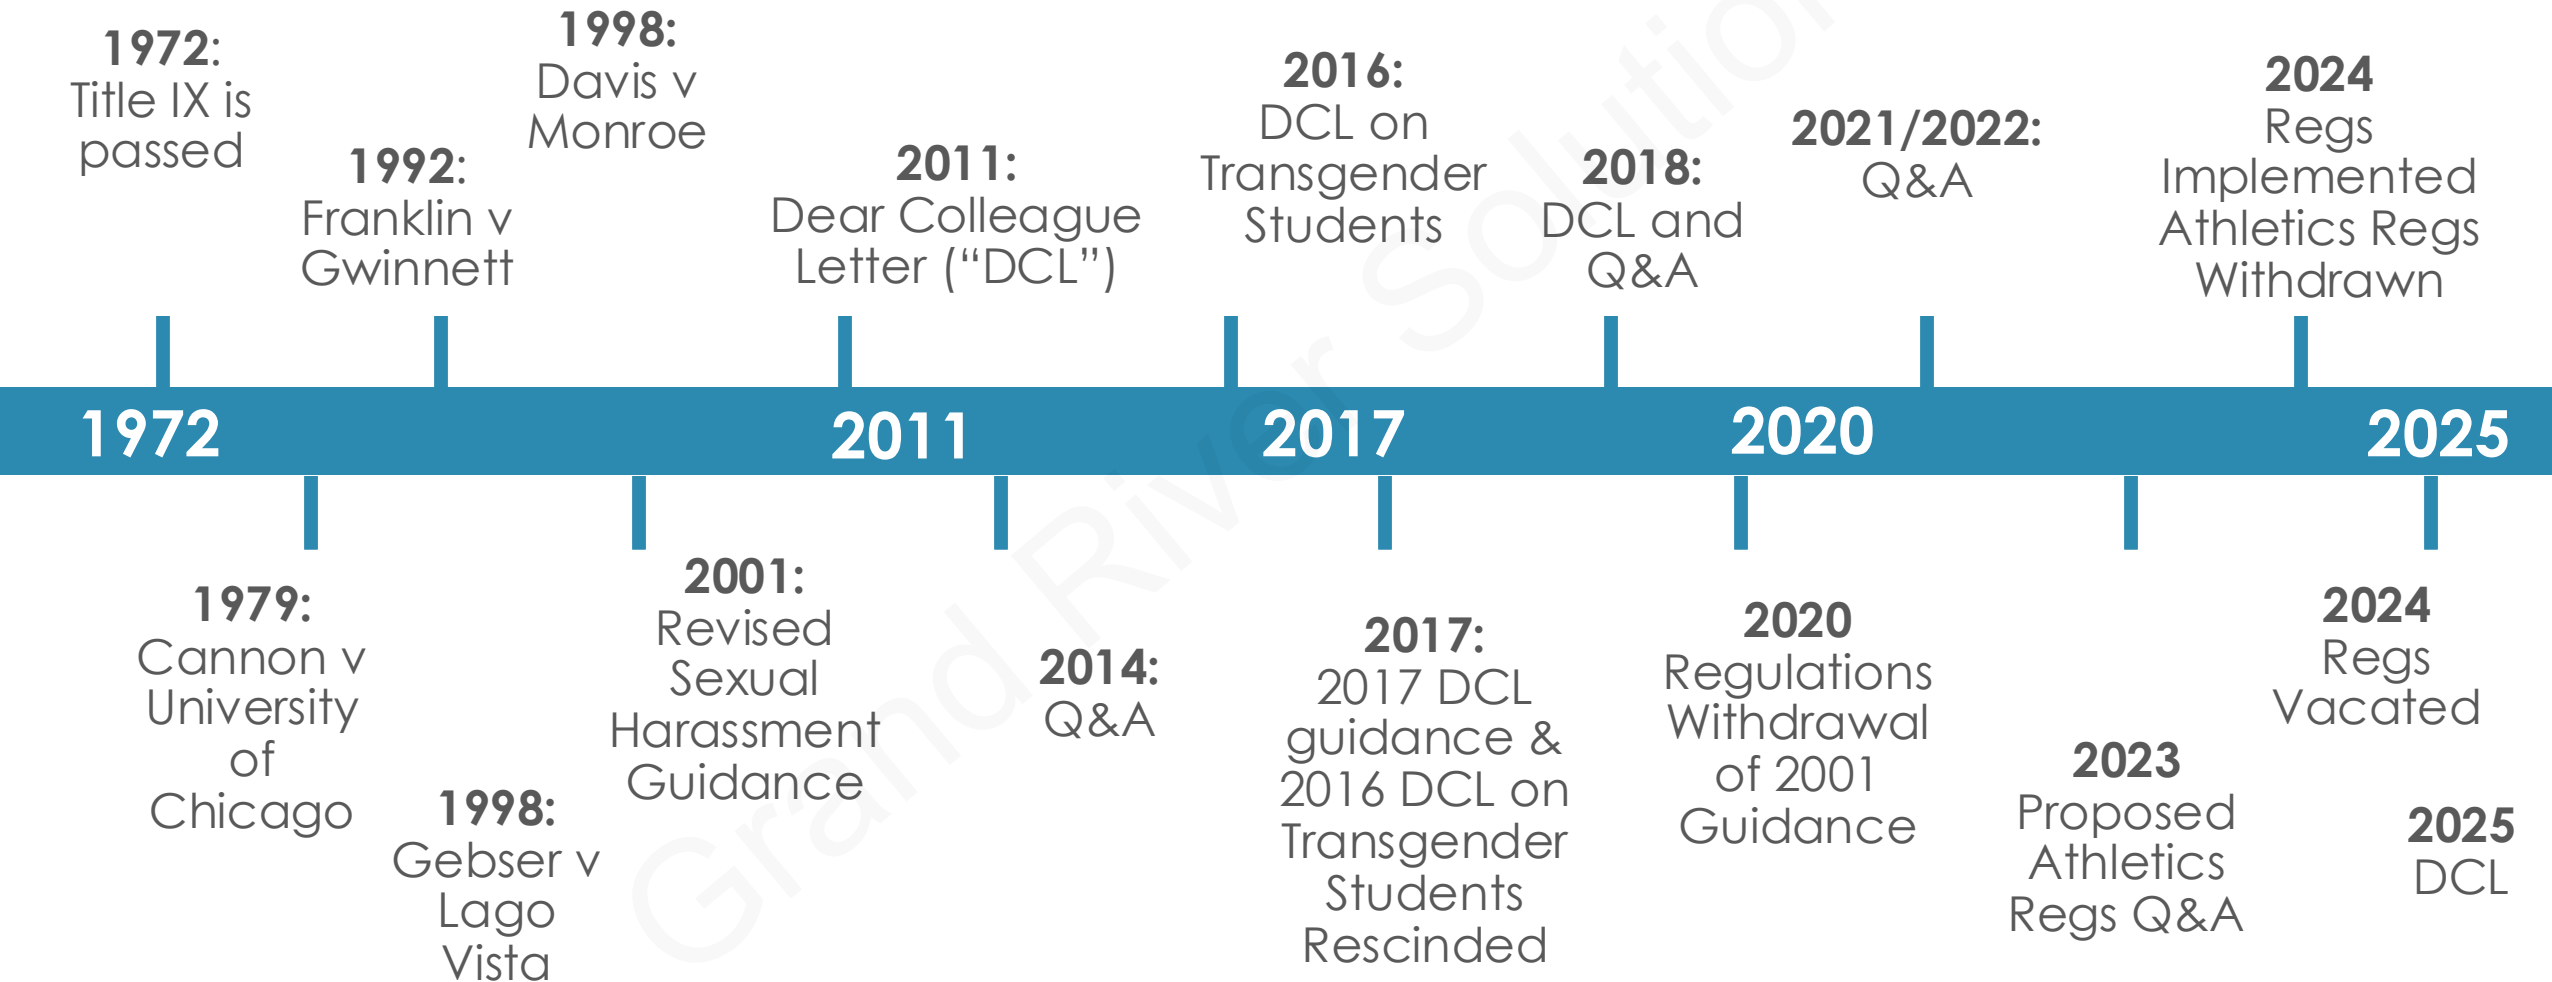 1972:
Title IX is
passed
1992:
Franklin v
Gwinnett
1998:
Davis v
Monroe
2011:
Dear Colleague
Letter (“DCL”)
2016:
DCL on
Transgender
Students
2018:
DCL and
Q&A
2021/2022:
Q&A
2024
Regs
Implemented
Athletics Regs
Withdrawn
1972
2011
2017
2020
2025
1979:
Cannon v
University
of
Chicago
1998:
Gebser v
Lago
Vista
2001:
Revised
Sexual
Harassment
Guidance
2014:
Q&A
2017:
2017 DCL
guidance &
2016 DCL on
Transgender
Students
Rescinded
2020
Regulations
Withdrawal
of 2001
Guidance
2023
Proposed
Athletics
Regs Q&A
2024
Regs
Vacated
2025
DCL
Grand River Solution